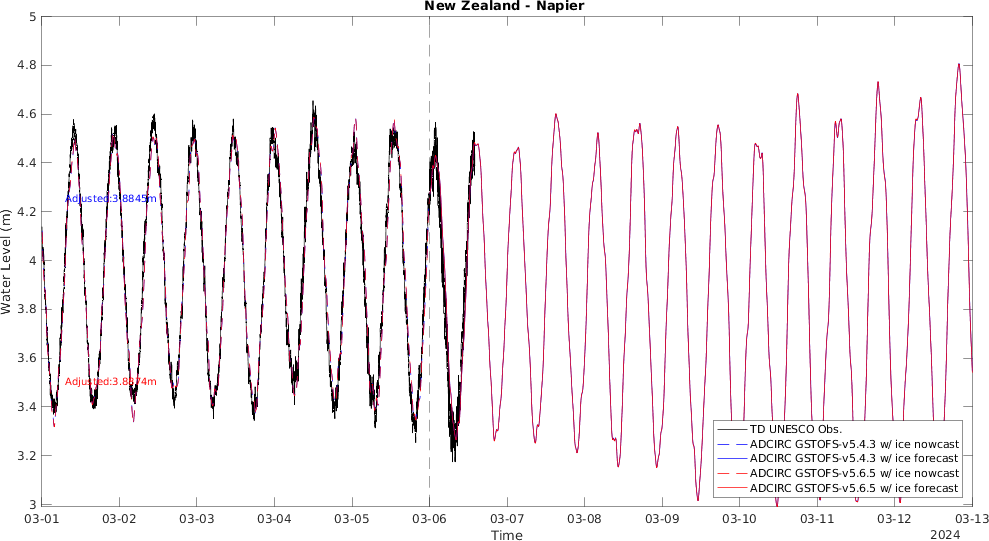 New Zealand - Napier
Water Level (m)
5
4.8
4.6
4.4
4.2
4
3.8
3.6
3.4
3.2
3
Adjusted:3.8845m
TD UNESCO Obs.
ADCIRC GSTOFS-v5.4.3 w/ ice nowcast
ADCIRC GSTOFS-v5.4.3 w/ ice forecast
ADCIRC GSTOFS-v5.6.5 w/ ice nowcast
ADCIRC GSTOFS-v5.6.5 w/ ice forecast
03-01 03-02 03-03 03-04 03-05 03-06 03-07 03-08 03-09 03-10 03-11 03-12 03-13
Time
2024